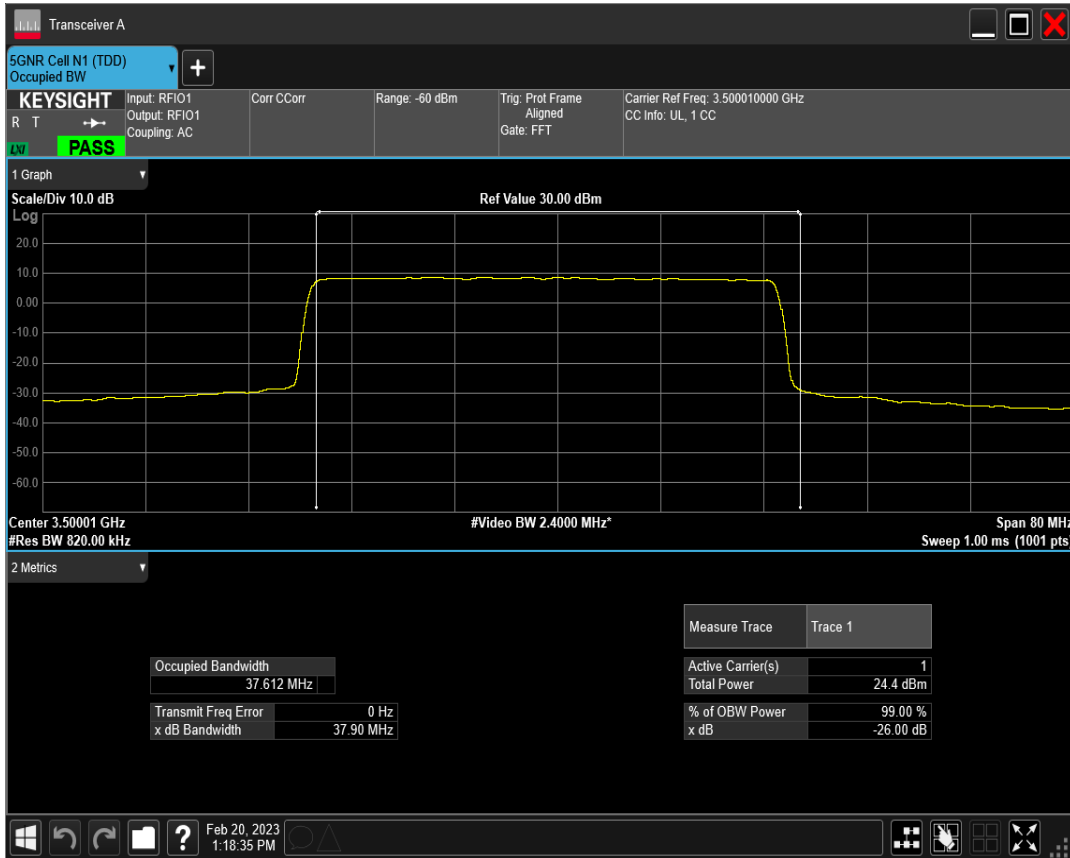 Transceiver A
5GNR Cell N1 (TDD)
Occupied BW
+
KEYSIGHT
R T
LXI
PASS
Input: RFIO1
Output: RFIO1
Coupling: AC
Corr CCorr
Range: -60 dBm
Trig: Prot Frame
Aligned
Gate: FFT
Carrier Ref Freq: 3.500010000 GHz
CC Info: UL, 1 CC
1 Graph
Scale/Div 10.0 dB
Ref Value 30.00 dBm
Log
20.0
10.0
0.00
-10.0
-20.0
-30.0
-40.0
-50.0
-60.0
Center 3.50001 GHz
#Video BW 2.4000 MHz*
Span 80 MHz
#Res BW 820.00 kHz
Sweep 1.00 ms (1001 pts)
2 Metrics
Measure Trace Trace 1
Occupied Bandwidth
37.612 MHz
Active Carrier(s) 1
Total Power 24.4 dBm
Transmit Freq Error 0 Hz
x dB Bandwidth 37.90 MHz
% of OBW Power 99.00 %
x dB -26.00 dB
?
Feb 20, 2023
1:18:35 PM